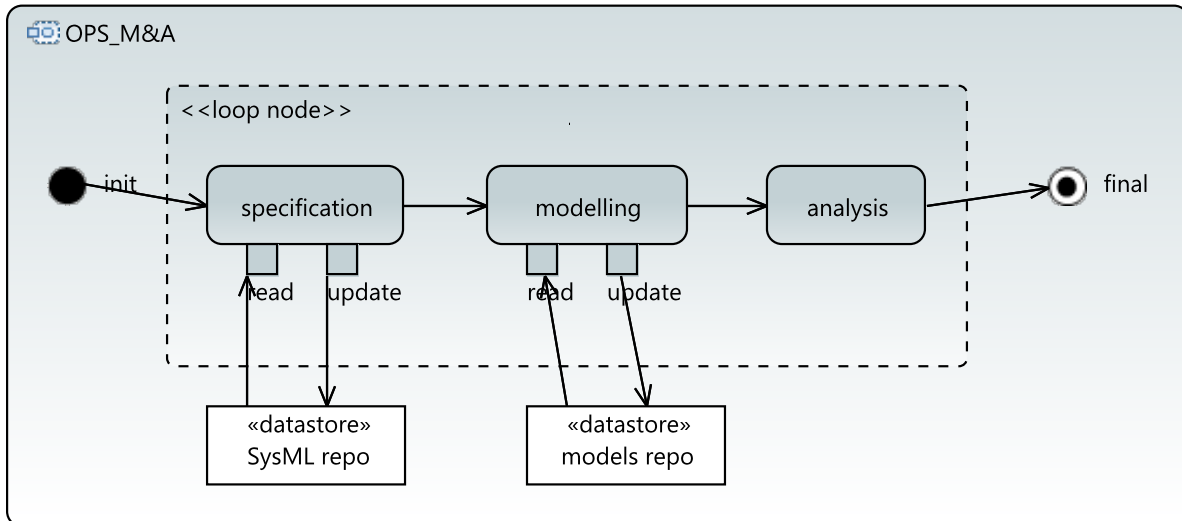 OPS_M&A
<<loop node>>
init
specification
modelling
analysis
final
read
update
read
update
«datastore»
SysML repo
«datastore»
models repo